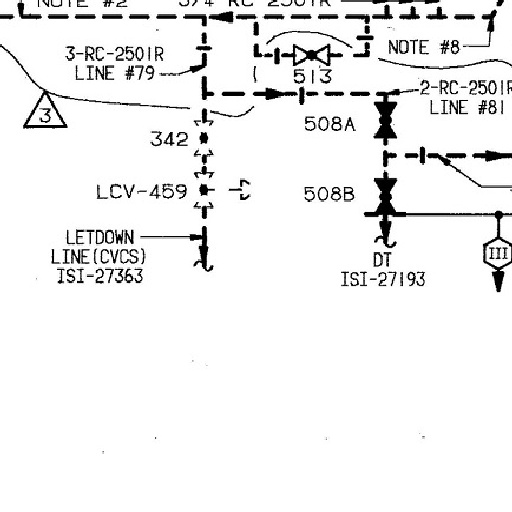 NOTE #2
3/4 RC 2501R
3-RC-2501R
LINE #79
NOTE #8
513
2-RC-2501R
LINE #81
3
508A
342
LCV-459
508B
LETDOWN
LINE(CVCS)
ISI-27363
DT
ISI-27193
III